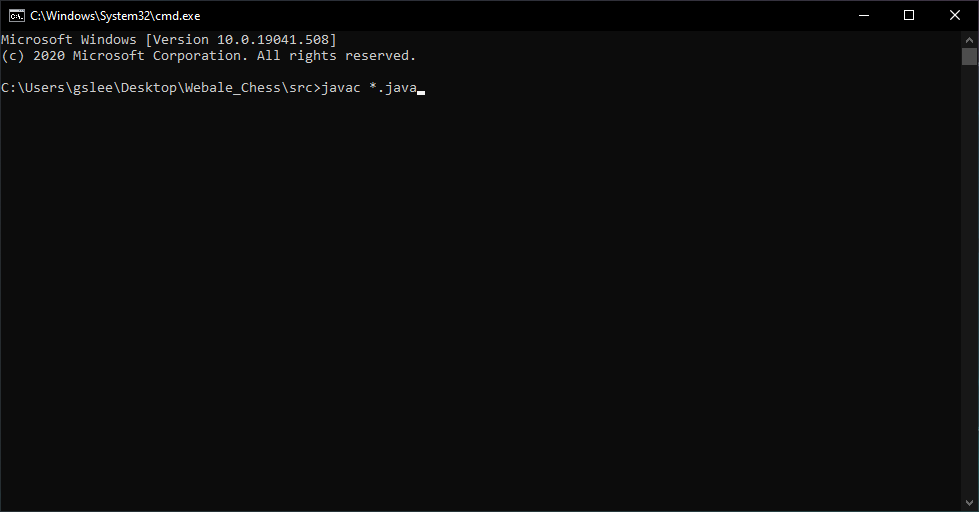 C:\Windows\System32\cmd.exe
Microsoft Windows [Version 10.0.19041.508]
(c) 2020 Microsoft Corporation. All rights reserved.
C:\Users\gslee\Desktop\Webale_Chess\src>javac *.java